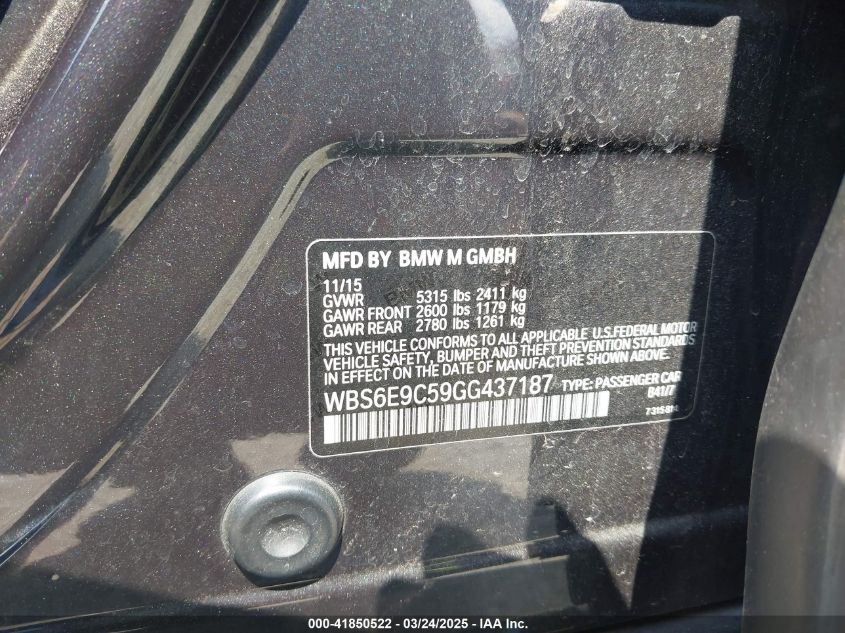 MFD BY BMW M GMBH
11/15
GVWR 5315 lbs 2411 kg
GAWR FRONT 2600 lbs 1179 kg
GAWR REAR 2780 lbs 1261 kg
THIS VEHICLE CONFORMS TO ALL APPLICABLE U.S.FEDERAL MOTOR
VEHICLE SAFETY, BUMPER AND THEFT PREVENTION STANDARDS
IN EFFECT ON THE DATE OF MANUFACTURE SHOWN ABOVE.
WBS6E9C59GG437187 TYPE: PASSENGER CAR
B41/7
000-41850522 - 03/24/2025 - IAAI.COM